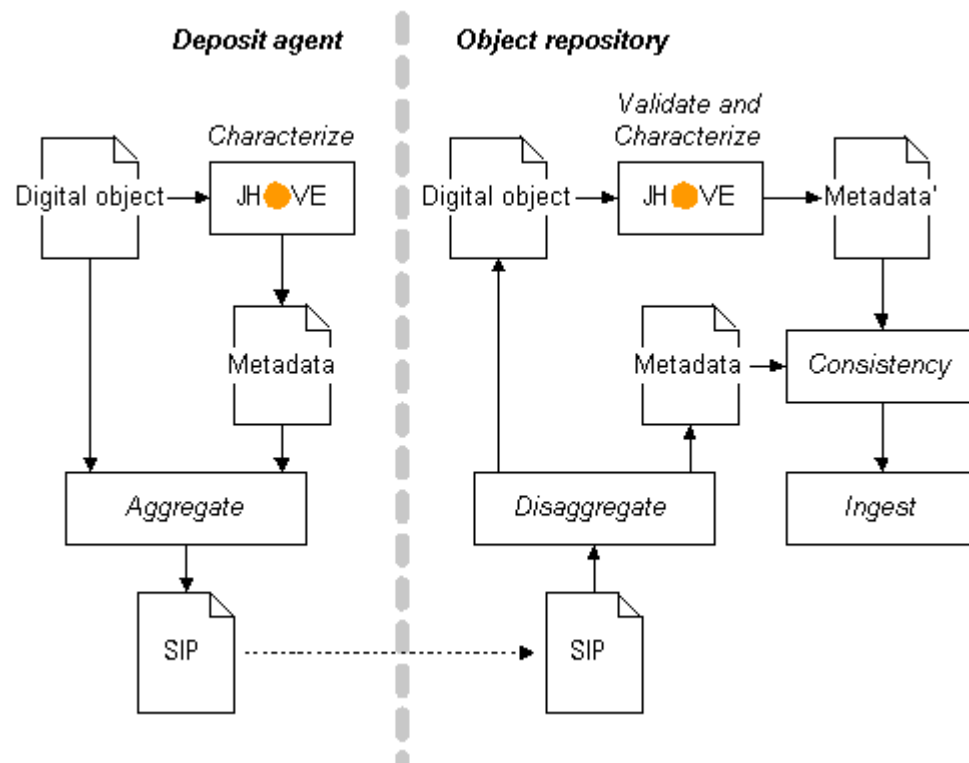 Deposit agent
Object repository
Characterize
Validate and
Characterize
Digital object
JHOVE
Digital object
JHOVE
Metadata'
Metadata
Metadata
Consistency
Aggregate
Disaggregate
Ingest
SIP
SIP